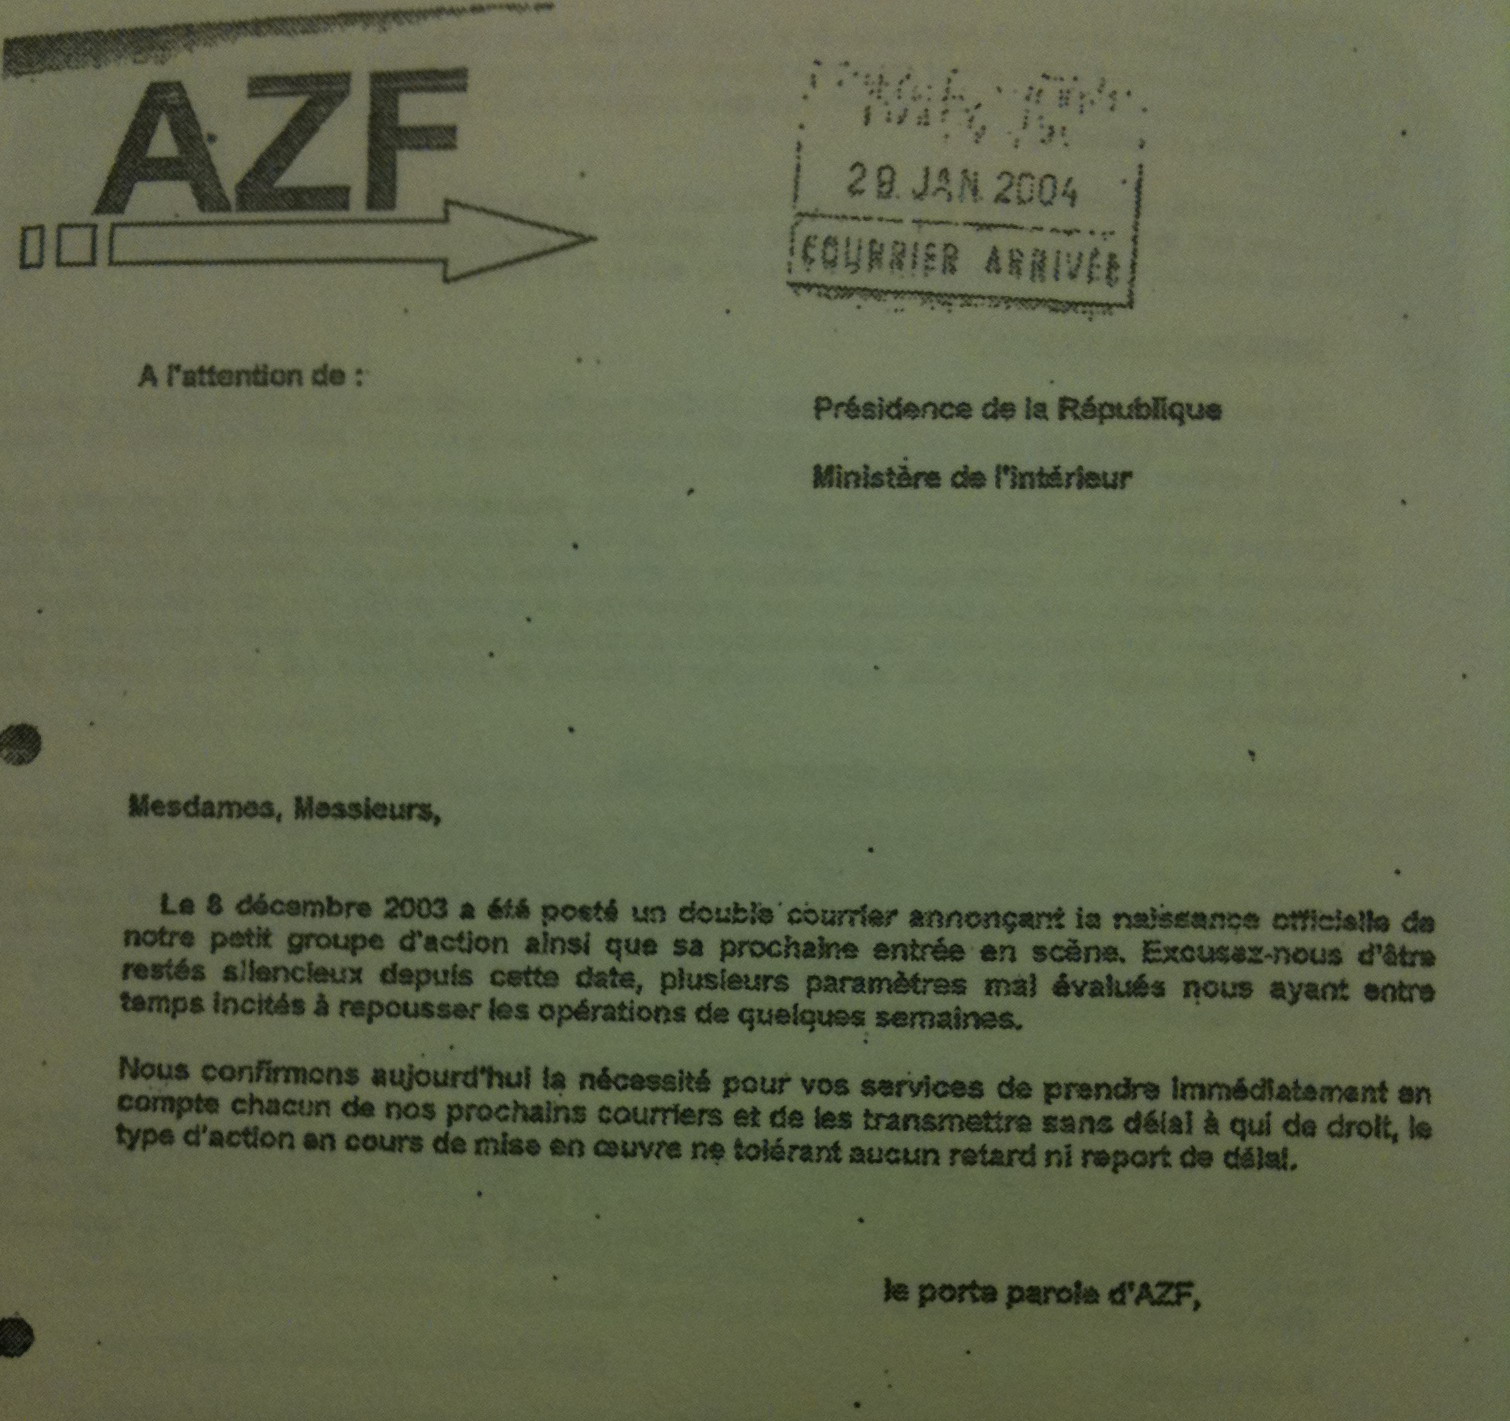 AZF
28 JAN 2004
COURRIER ARRIVÉE
A l'attention de :
Présidence de la République
Ministère de l'intérieur
Mesdames, Messieurs,
Le 8 décembre 2003 a été posté un double courrier annonçant la naissance officielle de
notre petit groupe d'action ainsi que sa prochaine entrée en scène. Excusez-nous d'être
restés silencieux depuis cette date, plusieurs paramètres mal évalués nous ayant entre
temps incités à repousser les opérations de quelques semaines.
Nous confirmons aujourd'hui la nécessité pour vos services de prendre immédiatement en
compte chacun de nos prochains courriers et de les transmettre sans délai à qui de droit, le
type d'action en cours de mise en œuvre ne tolérant aucun retard ni report de délai.
le porte parole d'AZF,